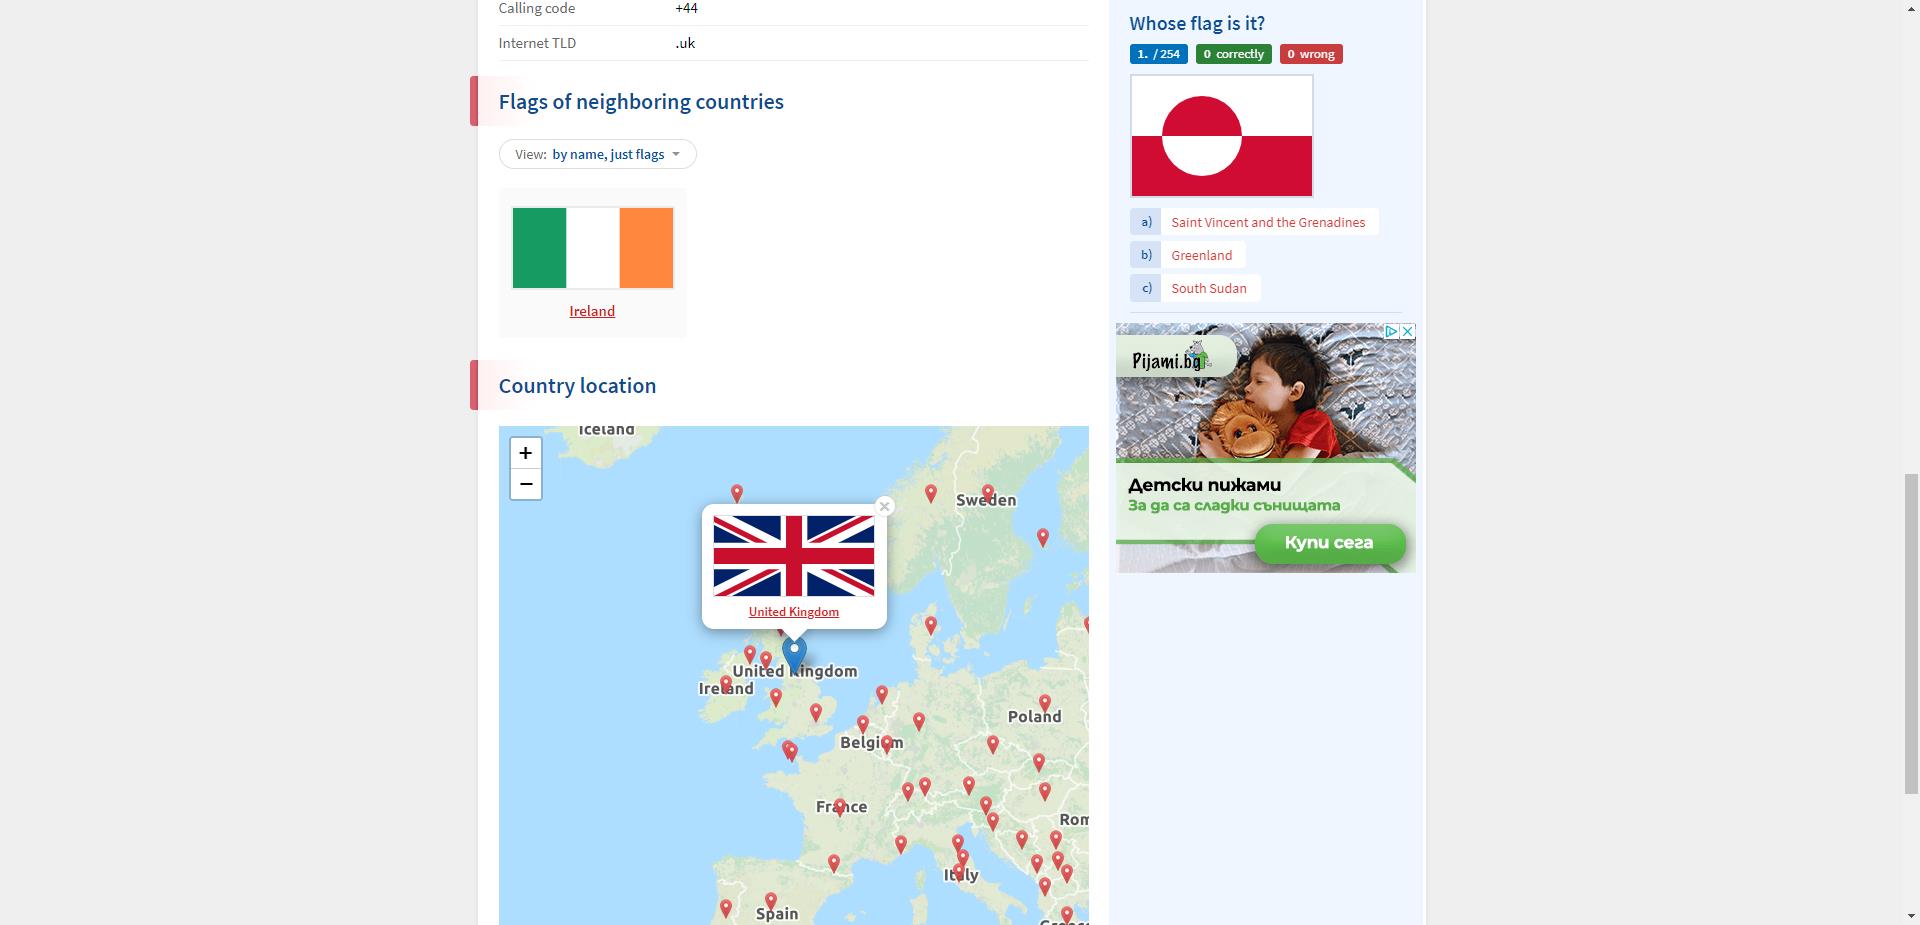 Calling code +44
Internet TLD .uk
Flags of neighboring countries
View: by name, just flags
Ireland
Country location
+
−
Iceland
Sweden
×
United Kingdom
United Kingdom
Ireland
Poland
Belgium
France
Rom
Italy
Spain
Whose flag is it?
1. / 254 0 correctly 0 wrong
a) Saint Vincent and the Grenadines
b) Greenland
c) South Sudan
Pijami.bg
Детски пижами
За да са сладки сънищата
Купи сега